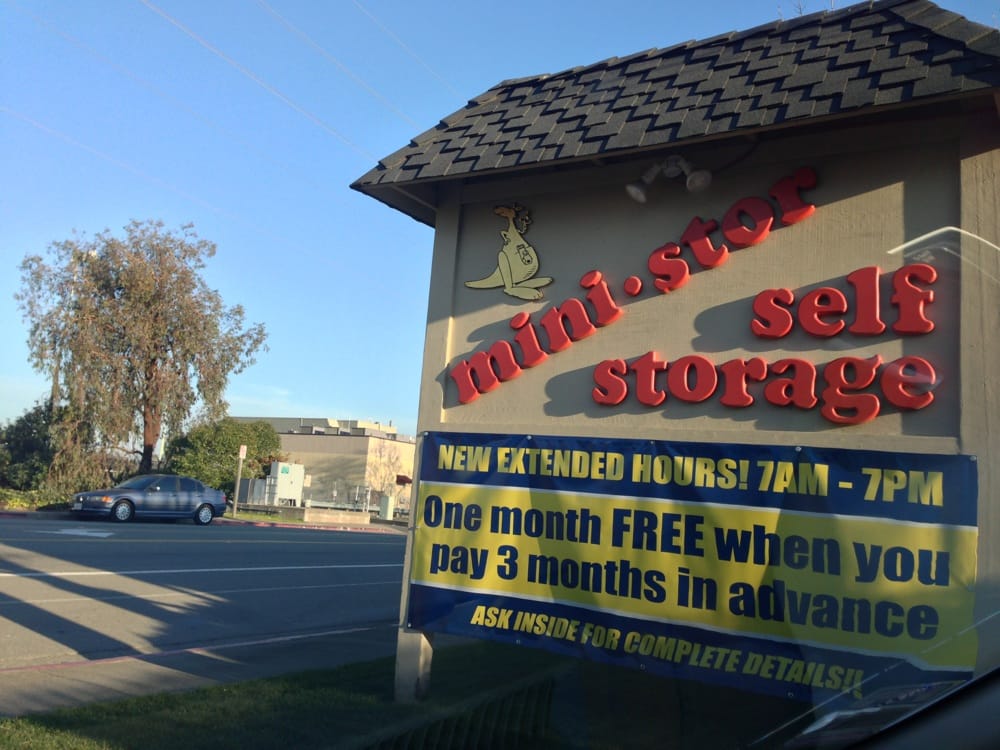 mini•stor
self
storage
NEW EXTENDED HOURS! 7AM - 7PM
One month FREE when you
pay 3 months in advance
ASK INSIDE FOR COMPLETE DETAILS!!